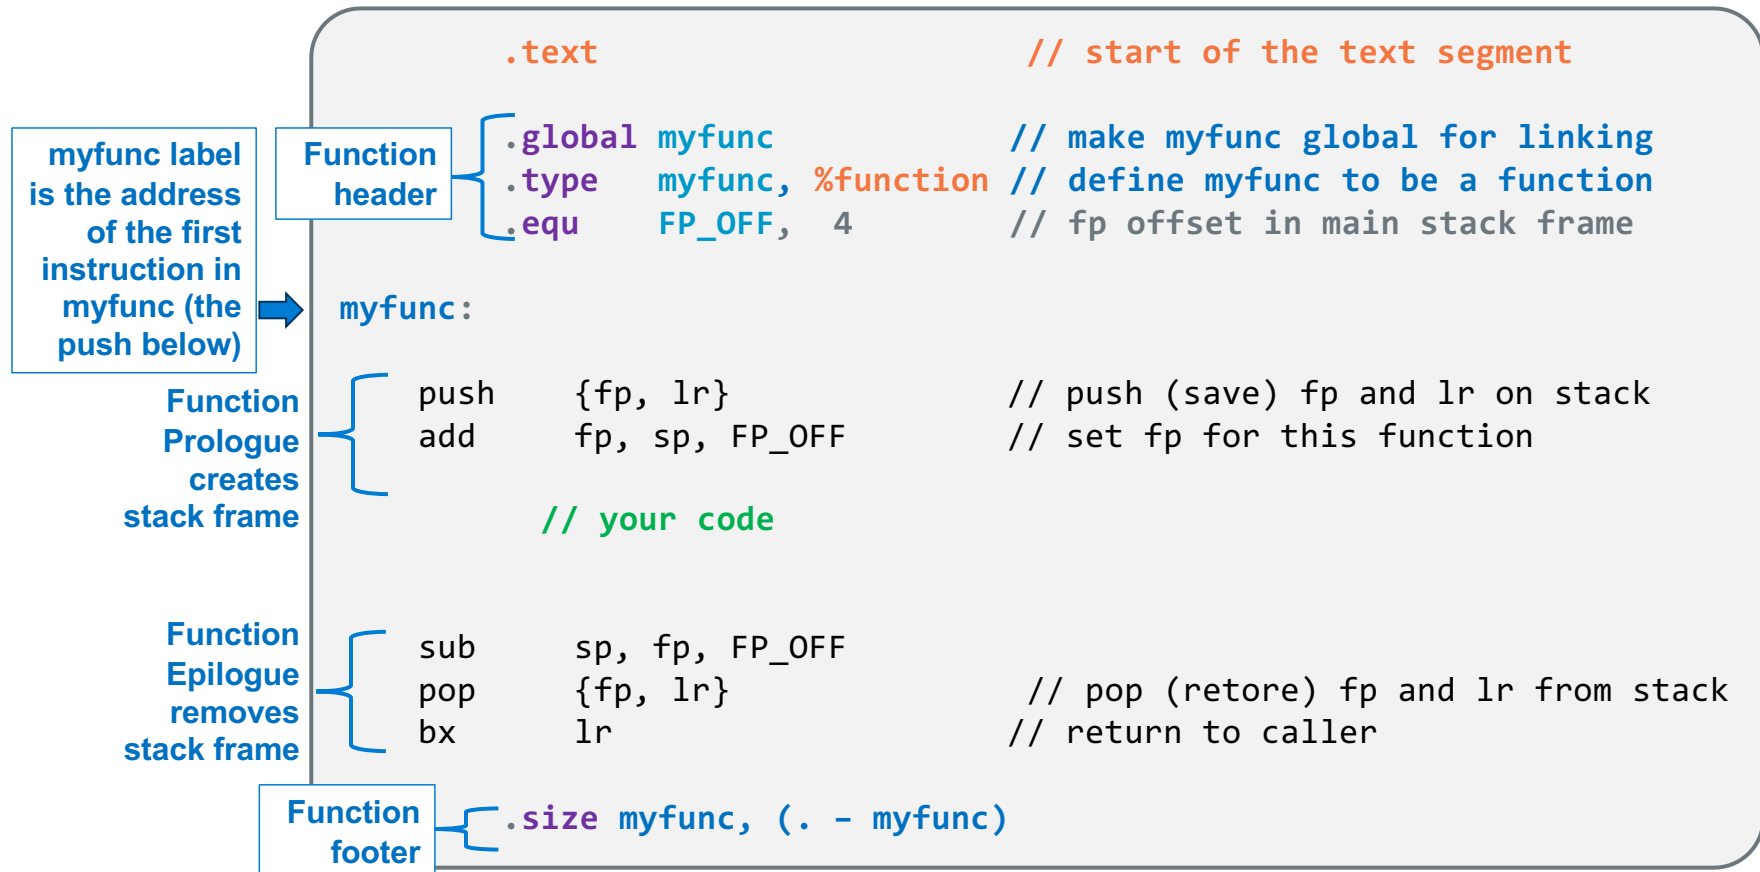 .text // start of the text segment
myfunc label
is the address
of the first
instruction in
myfunc (the
push below)
Function
header
.global myfunc // make myfunc global for linking
.type myfunc, %function // define myfunc to be a function
.equ FP_OFF, 4 // fp offset in main stack frame
myfunc:
Function
Prologue
creates
stack frame
push {fp, lr} // push (save) fp and lr on stack
add fp, sp, FP_OFF // set fp for this function
// your code
Function
Epilogue
removes
stack frame
sub sp, fp, FP_OFF
pop {fp, lr} // pop (retore) fp and lr from stack
bx lr // return to caller
Function
footer
.size myfunc, (. – myfunc)